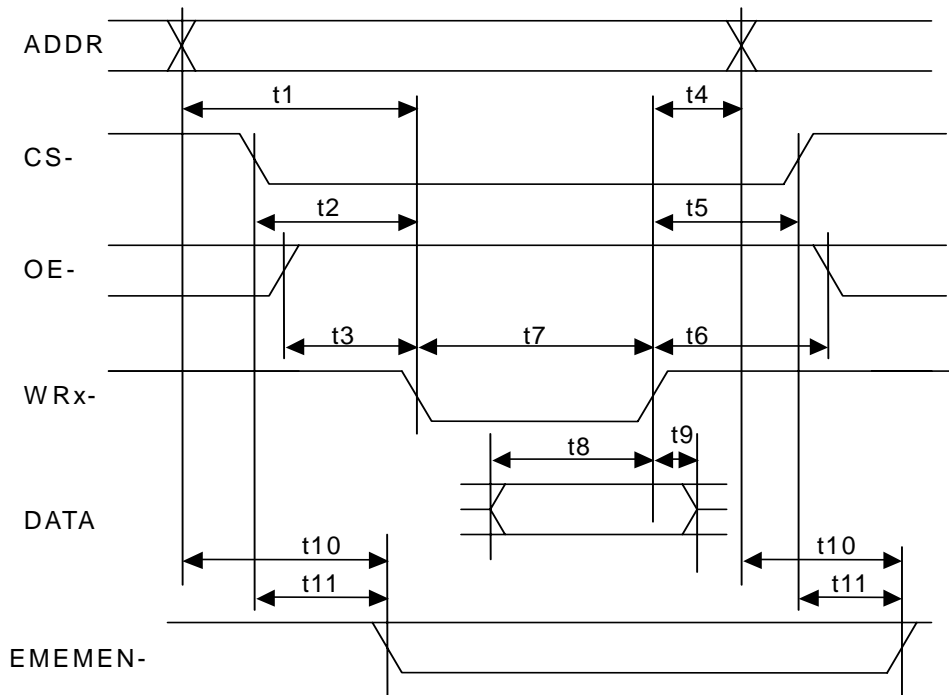 ADDR
t1
t4
CS-
t2
t5
OE-
t3
t7
t6
WRx-
t8
t9
DATA
t10
t10
t11
t11
EMEMEN-